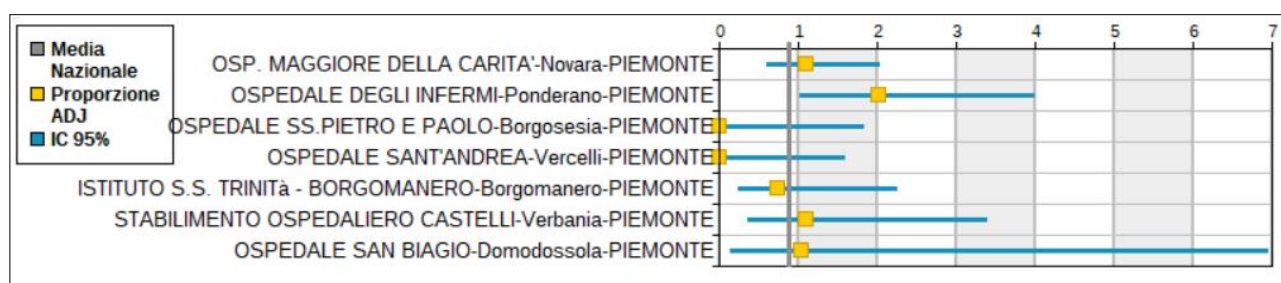 0 1 2 3 4 5 6 7
Media
Nazionale
Proporzione
ADJ
IC 95%
OSP. MAGGIORE DELLA CARITA'-Novara-PIEMONTE
OSPEDALE DEGLI INFERMI-Ponderano-PIEMONTE
OSPEDALE SS.PIETRO E PAOLO-Borgosesia-PIEMONTE
OSPEDALE SANT'ANDREA-Vercelli-PIEMONTE
ISTITUTO S.S. TRINITà - BORGOMANERO-Borgomanero-PIEMONTE
STABILIMENTO OSPEDALIERO CASTELLI-Verbania-PIEMONTE
OSPEDALE SAN BIAGIO-Domodossola-PIEMONTE